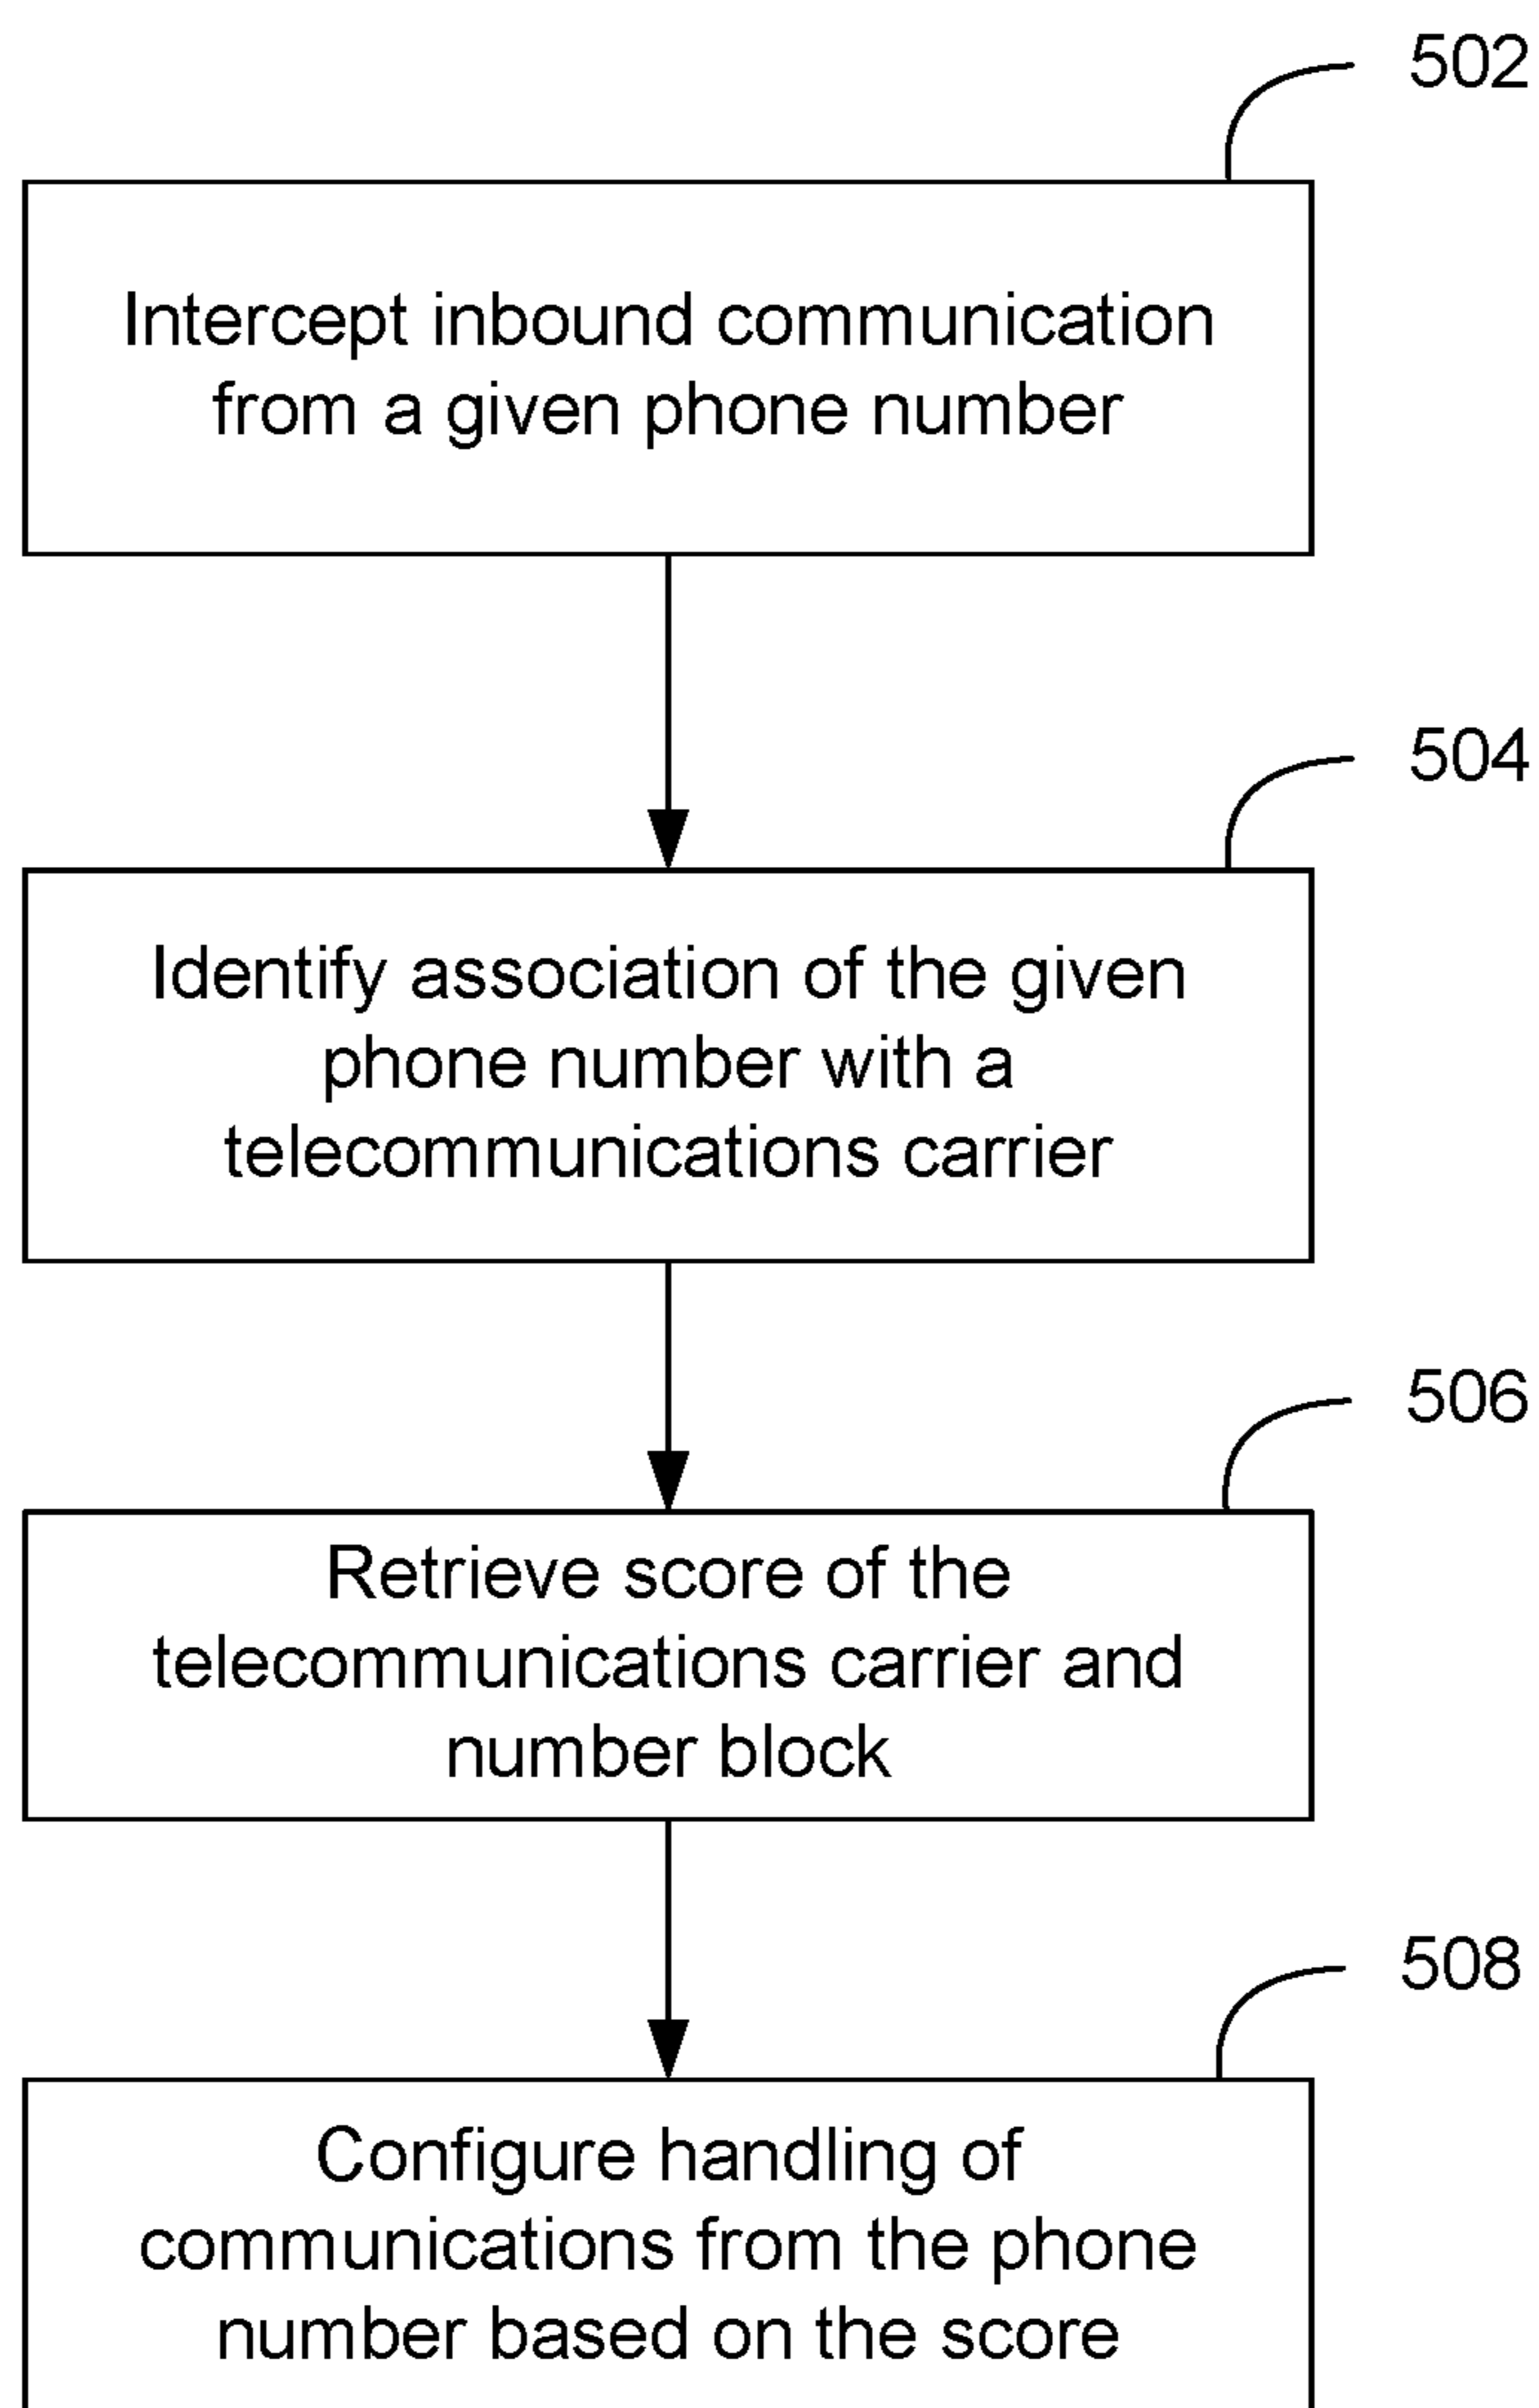 502
Intercept inbound communication
from a given phone number
504
Identify association of the given
phone number with a
telecommunications carrier
506
Retrieve score of the
telecommunications carrier and
number block
508
Configure handling of
communications from the phone
number based on the score